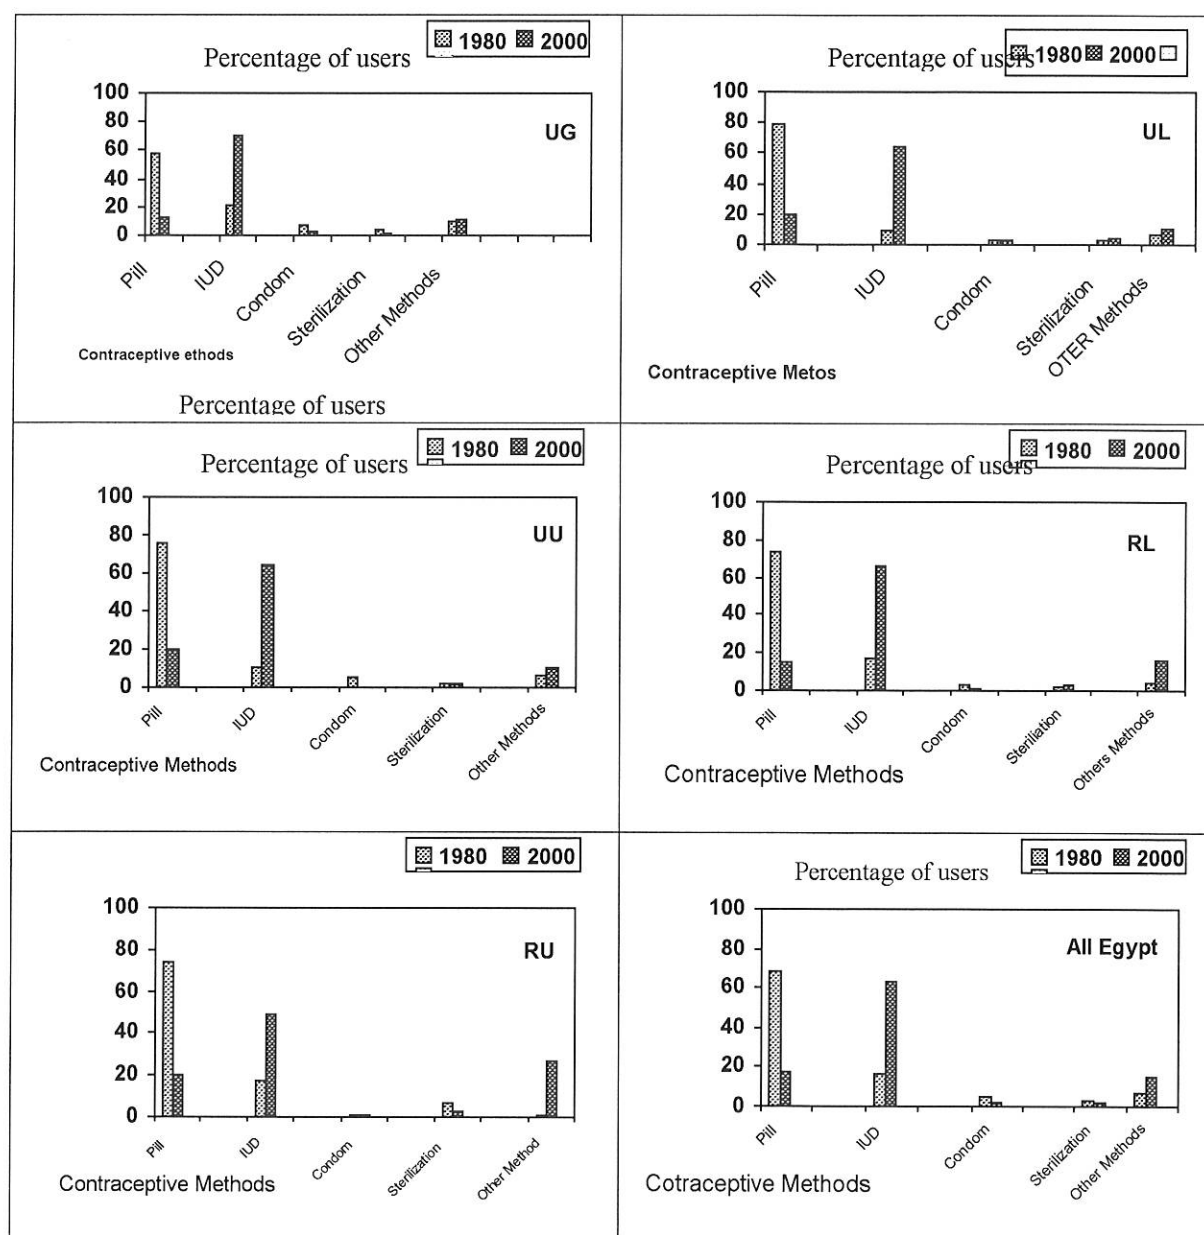 1980 2000
Percentage of users
100
80
60
40
20
0
UG
Pill
IUD
Condom
Sterilization
Other Methods
Contraceptive ethods
Percentage of users
1980 2000
Percentage of users
100
80
60
40
20
0
UL
Pill
IUD
Condom
Sterilization
OTER Methods
Contraceptive Metos
1980 2000
Percentage of users
100
80
60
40
20
0
UU
Pill
IUD
Condom
Sterilization
Other Methods
Contraceptive Methods
1980 2000
Percentage of users
100
80
60
40
20
0
RL
Pill
IUD
Condom
Steriliation
Others Methods
Contraceptive Methods
1980 2000
100
80
60
40
20
0
RU
Pill
IUD
Condom
Sterilization
Other Method
Contraceptive Methods
1980 2000
Percentage of users
100
80
60
40
20
0
All Egypt
Pill
IUD
Condom
Sterilization
Other Methods
Cotraceptive Methods